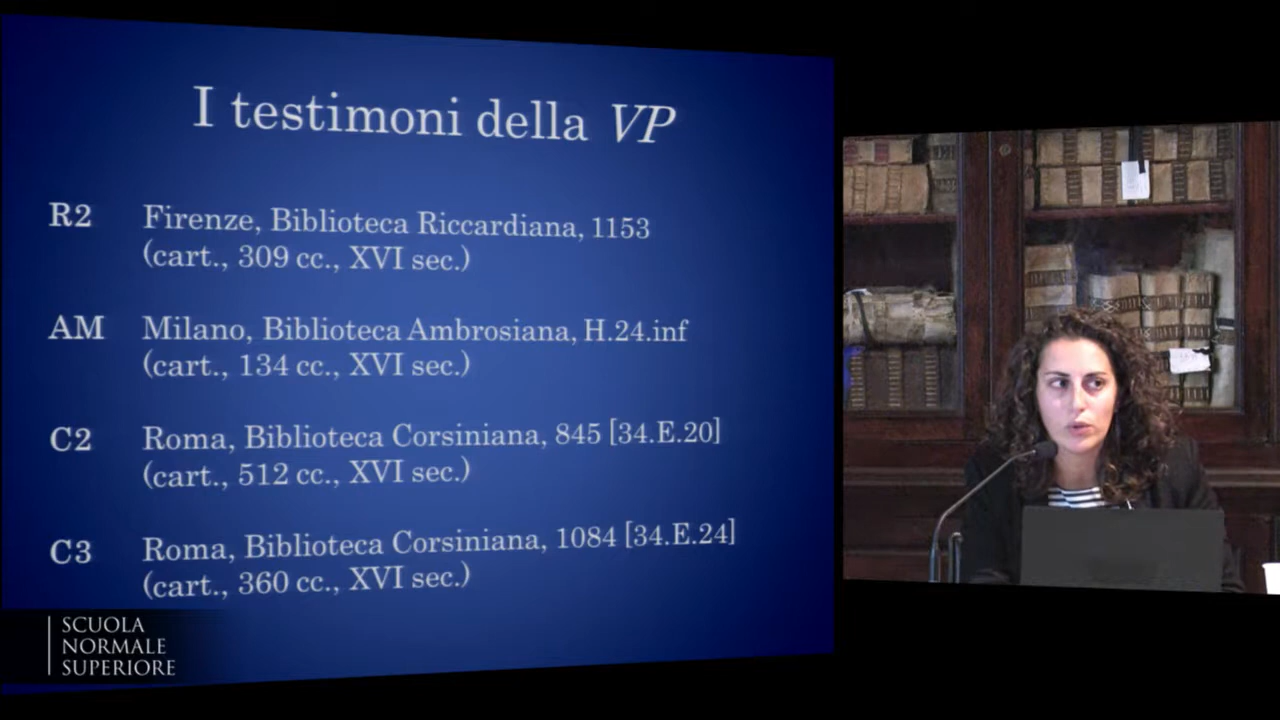 I testimoni della VP
R2 Firenze, Biblioteca Riccardiana, 1153
(cart., 309 cc., XVI sec.)
AM Milano, Biblioteca Ambrosiana, H.24.inf
(cart., 134 cc., XVI sec.)
C2 Roma, Biblioteca Corsiniana, 845 [34.E.20]
(cart., 512 cc., XVI sec.)
C3 Roma, Biblioteca Corsiniana, 1084 [34.E.24]
(cart., 360 cc., XVI sec.)
SCUOLA
NORMALE
SUPERIORE